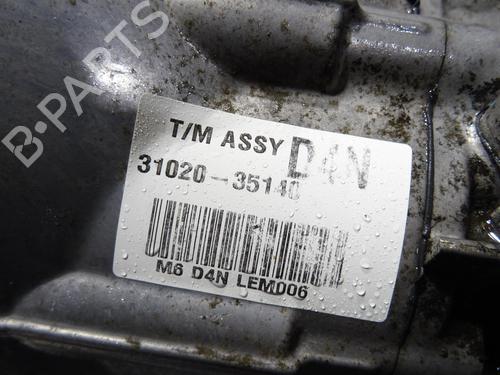 B-PARTS
T/M ASSY D4N
31020-35140
M6 D4N LEM006